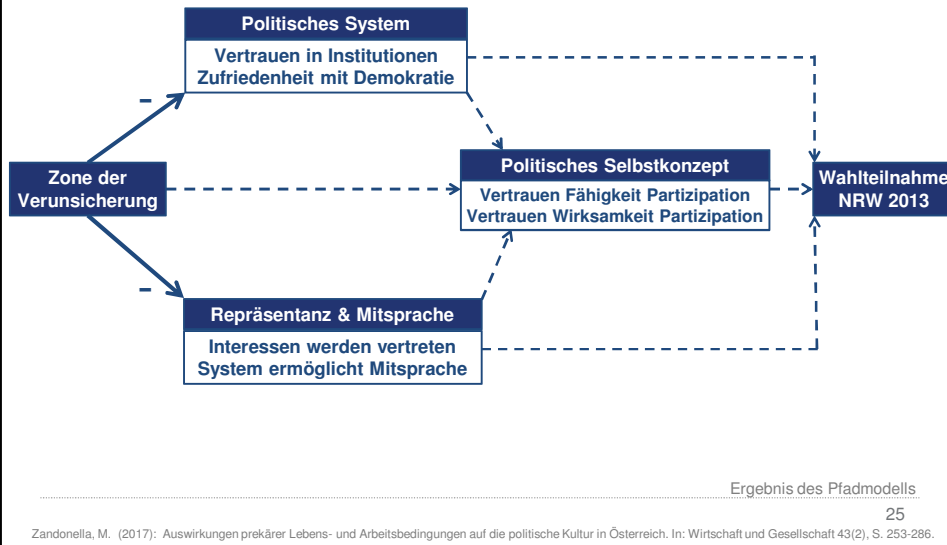 Politisches System
Vertrauen in Institutionen
Zufriedenheit mit Demokratie
–
Zone der
Verunsicherung
Politisches Selbstkonzept
Vertrauen Fähigkeit Partizipation
Vertrauen Wirksamkeit Partizipation
Wahlteilnahme
NRW 2013
–
Repräsentanz & Mitsprache
Interessen werden vertreten
System ermöglicht Mitsprache
Ergebnis des Pfadmodells
25
Zandonella, M. (2017): Auswirkungen prekärer Lebens- und Arbeitsbedingungen auf die politische Kultur in Österreich. In: Wirtschaft und Gesellschaft 43(2), S. 253-286.